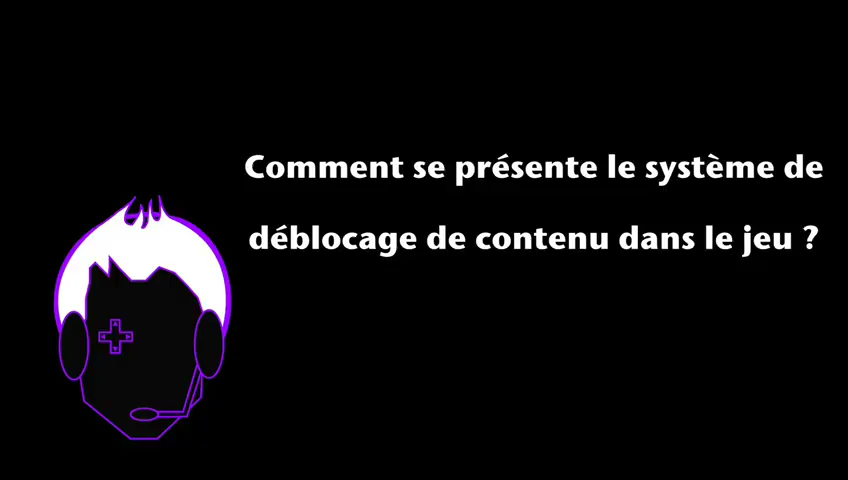 Comment se présente le système de
déblocage de contenu dans le jeu ?